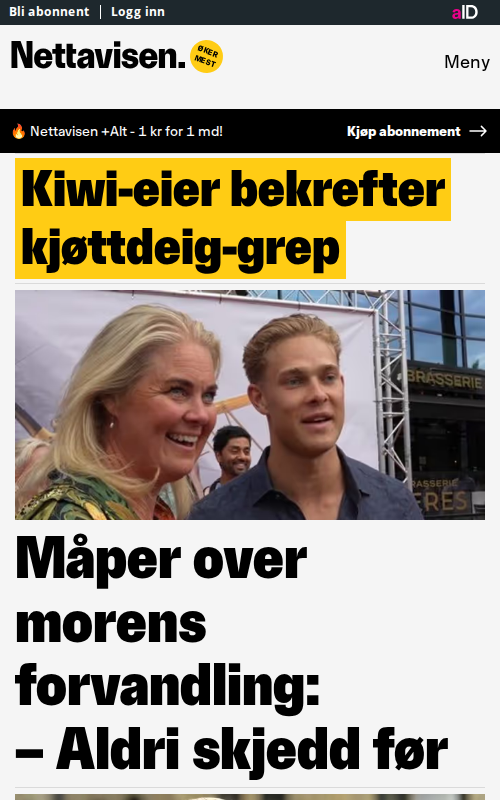 Bli abonnent | Logg inn
aID
Nettavisen.
ØKER
MEST
Meny
Nettavisen +Alt - 1 kr for 1 md!
Kjøp abonnement
Kiwi-eier bekrefter
kjøttdeig-grep
BRASSERIE
BRASSERIE
Måper over
morens
forvandling:
– Aldri skjedd før